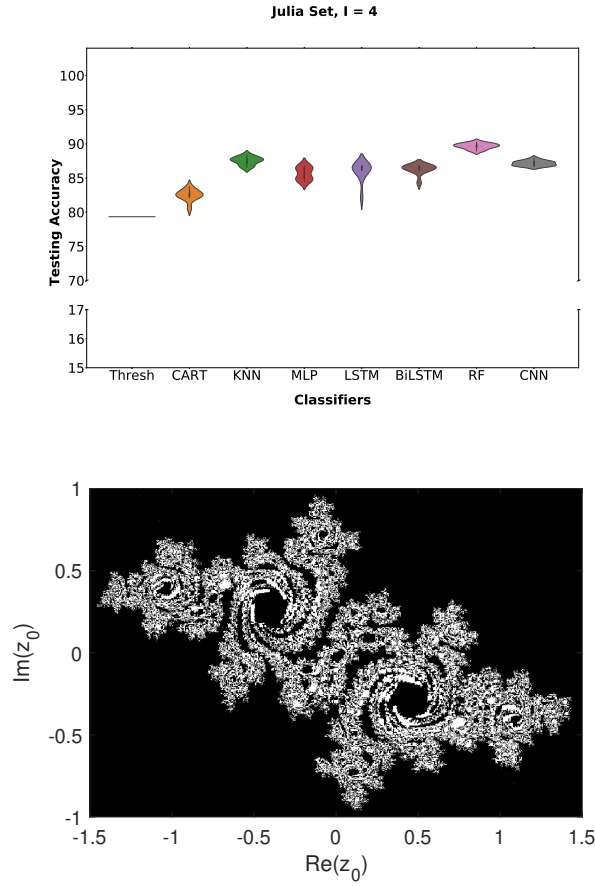 Julia Set, I = 4
Testing Accuracy
100
95
90
85
80
75
70
17
16
15
Thresh CART KNN MLP LSTM BiLSTM RF CNN
Classifiers
Im(z_0)
1
0.5
0
-0.5
-1
-1.5 -1 -0.5 0 0.5 1 1.5
Re(z_0)